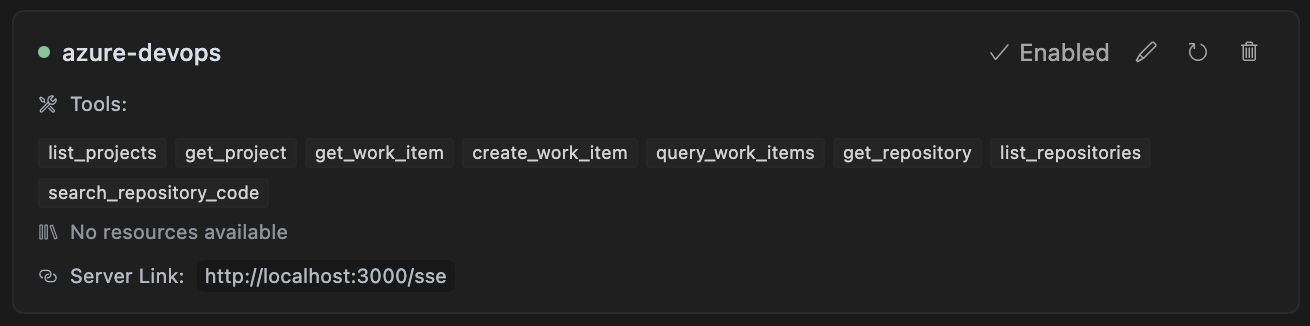 azure-devops
Enabled
Tools:
list_projects get_project get_work_item create_work_item query_work_items get_repository list_repositories
search_repository_code
No resources available
Server Link: http://localhost:3000/sse